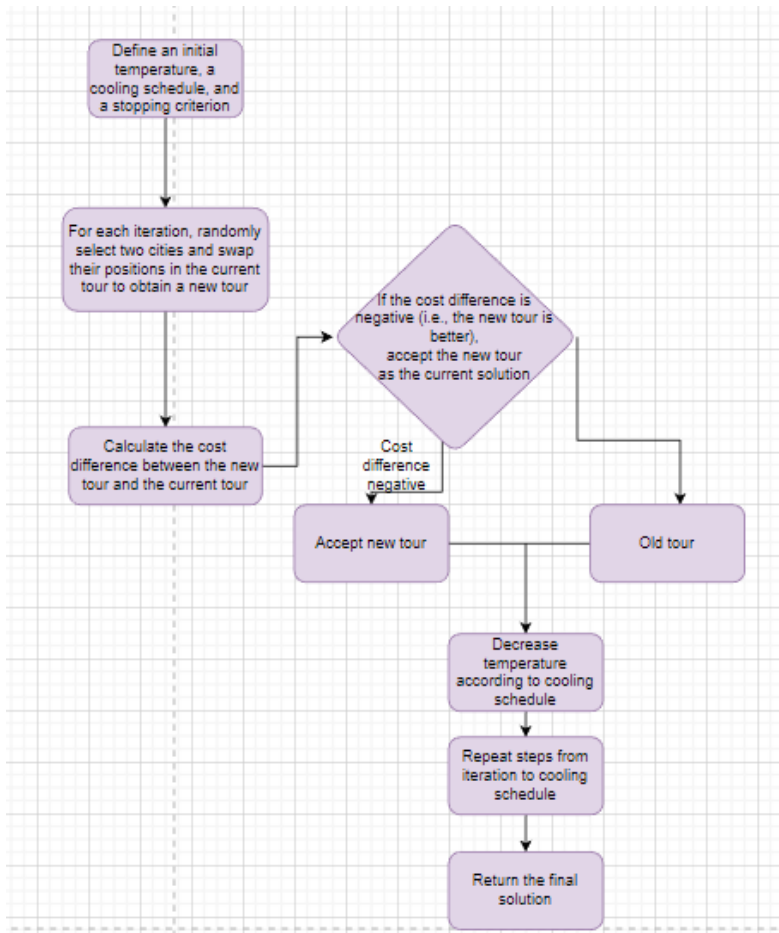 Define an initial
temperature, a
cooling schedule, and
a stopping criterion
For each iteration, randomly
select two cities and swap
their positions in the current
tour to obtain a new tour
Calculate the cost
difference between the new
tour and the current tour
If the cost difference is
negative (i.e., the new tour is
better),
accept the new tour
as the current solution
Cost
difference
negative
Accept new tour
Old tour
Decrease
temperature
according to cooling
schedule
Repeat steps from
iteration to cooling
schedule
Return the final
solution